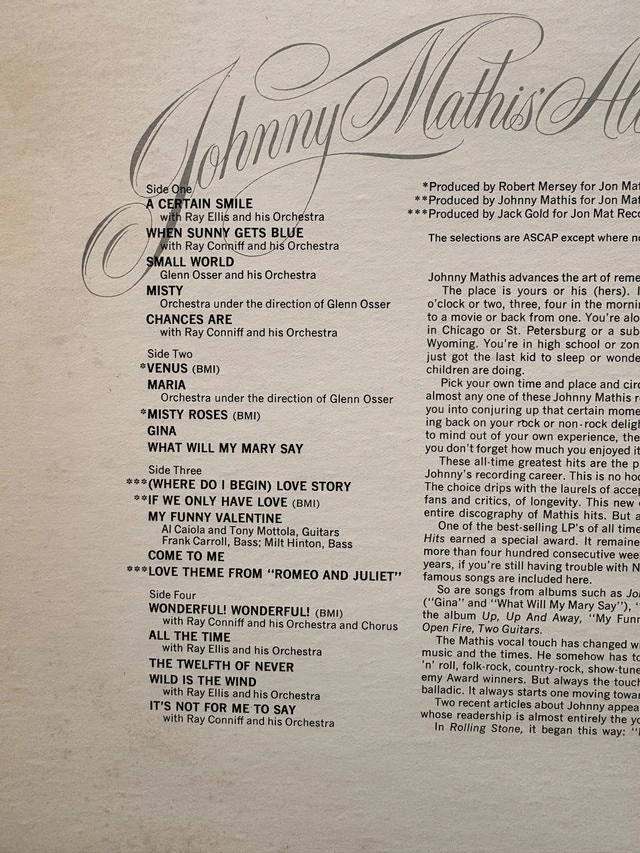 Johnny Mathis'
Side One
A CERTAIN SMILE
with Ray Ellis and his Orchestra
WHEN SUNNY GETS BLUE
with Ray Conniff and his Orchestra
SMALL WORLD
Glenn Osser and his Orchestra
MISTY
Orchestra under the direction of Glenn Osser
CHANCES ARE
with Ray Conniff and his Orchestra
Side Two
*VENUS (BMI)
MARIA
Orchestra under the direction of Glenn Osser
*MISTY ROSES (BMI)
GINA
WHAT WILL MY MARY SAY
Side Three
***(WHERE DO I BEGIN) LOVE STORY
**IF WE ONLY HAVE LOVE (BMI)
MY FUNNY VALENTINE
Al Caiola and Tony Mottola, Guitars
Frank Carroll, Bass; Milt Hinton, Bass
COME TO ME
***LOVE THEME FROM "ROMEO AND JULIET"
Side Four
WONDERFUL! WONDERFUL! (BMI)
with Ray Conniff and his Orchestra and Chorus
ALL THE TIME
with Ray Ellis and his Orchestra
THE TWELFTH OF NEVER
WILD IS THE WIND
with Ray Ellis and his Orchestra
IT'S NOT FOR ME TO SAY
with Ray Conniff and his Orchestra
*Produced by Robert Mersey for Jon Mat
**Produced by Johnny Mathis for Jon Mat
***Produced by Jack Gold for Jon Mat Reco
The selections are ASCAP except where no
Johnny Mathis advances the art of reme
The place is yours or his (hers). I
o'clock or two, three, four in the mornin
to a movie or back from one. You're alo
in Chicago or St. Petersburg or a sub
Wyoming. You're in high school or zon
just got the last kid to sleep or wonde
children are doing.
Pick your own time and place and circ
almost any one of these Johnny Mathis r
you into conjuring up that certain mome
ing back on your rock or non-rock deligh
to mind out of your own experience, the
you don't forget how much you enjoyed it
These all-time greatest hits are the p
Johnny's recording career. This is no hoc
The choice drips with the laurels of accep
fans and critics, of longevity. This new
entire discography of Mathis hits. But a
One of the best-selling LP's of all time
Hits earned a special award. It remaine
more than four hundred consecutive wee
years, if you're still having trouble with N
famous songs are included here.
So are songs from albums such as Jo
("Gina" and "What Will My Mary Say"), "
the album Up, Up And Away, "My Funn
Open Fire, Two Guitars.
The Mathis vocal touch has changed w
music and the times. He somehow has to
'n' roll, folk-rock, country-rock, show-tune
emy Award winners. But always the touch
balladic. It always starts one moving towar
Two recent articles about Johnny appea
whose readership is almost entirely the yo
In Rolling Stone, it began this way: "